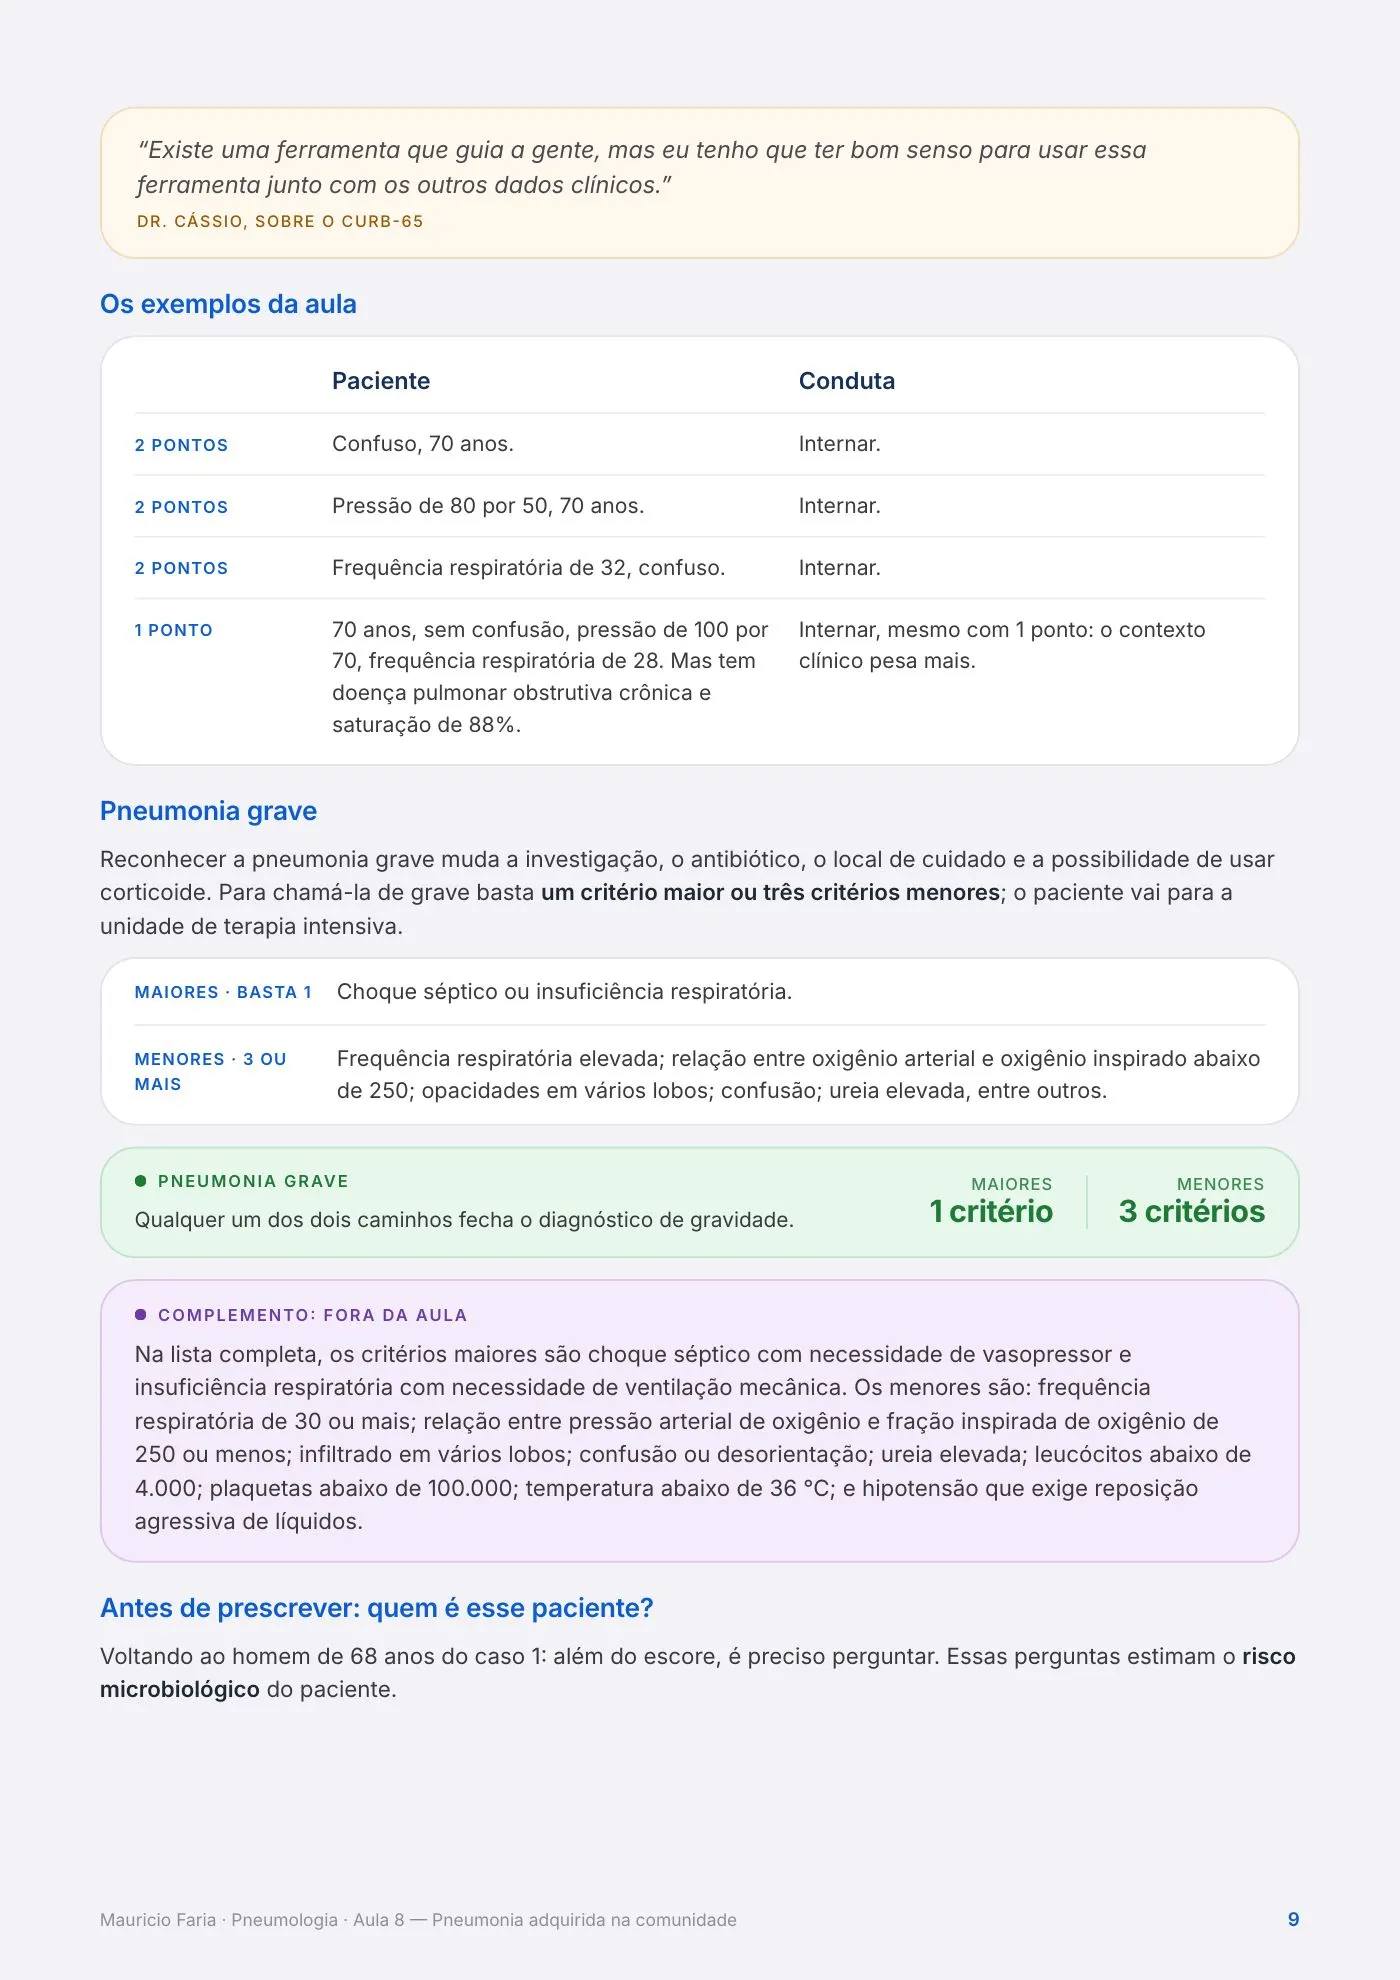 “Existe uma ferramenta que guia a gente, mas eu tenho que ter bom senso para usar essa
ferramenta junto com os outros dados clínicos.”
DR. CÁSSIO, SOBRE O CURB-65
Os exemplos da aula
Paciente Conduta
2 PONTOS Confuso, 70 anos. Internar.
2 PONTOS Pressão de 80 por 50, 70 anos. Internar.
2 PONTOS Frequência respiratória de 32, confuso. Internar.
1 PONTO 70 anos, sem confusão, pressão de 100 por Internar, mesmo com 1 ponto: o contexto
70, frequência respiratória de 28. Mas tem clínico pesa mais.
doença pulmonar obstrutiva crônica e
saturação de 88%.
Pneumonia grave
Reconhecer a pneumonia grave muda a investigação, o antibiótico, o local de cuidado e a possibilidade de usar
corticoide. Para chamá-la de grave basta um critério maior ou três critérios menores; o paciente vai para a
unidade de terapia intensiva.
MAIORES · BASTA 1 Choque séptico ou insuficiência respiratória.
MENORES · 3 OU Frequência respiratória elevada; relação entre oxigênio arterial e oxigênio inspirado abaixo
MAIS de 250; opacidades em vários lobos; confusão; ureia elevada, entre outros.
PNEUMONIA GRAVE
Qualquer um dos dois caminhos fecha o diagnóstico de gravidade.
MAIORES
1 critério
MENORES
3 critérios
COMPLEMENTO: FORA DA AULA
Na lista completa, os critérios maiores são choque séptico com necessidade de vasopressor e
insuficiência respiratória com necessidade de ventilação mecânica. Os menores são: frequência
respiratória de 30 ou mais; relação entre pressão arterial de oxigênio e fração inspirada de oxigênio de
250 ou menos; infiltrado em vários lobos; confusão ou desorientação; ureia elevada; leucócitos abaixo de
4.000; plaquetas abaixo de 100.000; temperatura abaixo de 36 °C; e hipotensão que exige reposição
agressiva de líquidos.
Antes de prescrever: quem é esse paciente?
Voltando ao homem de 68 anos do caso 1: além do escore, é preciso perguntar. Essas perguntas estimam o risco
microbiológico do paciente.
Mauricio Faria · Pneumologia · Aula 8 — Pneumonia adquirida na comunidade 9